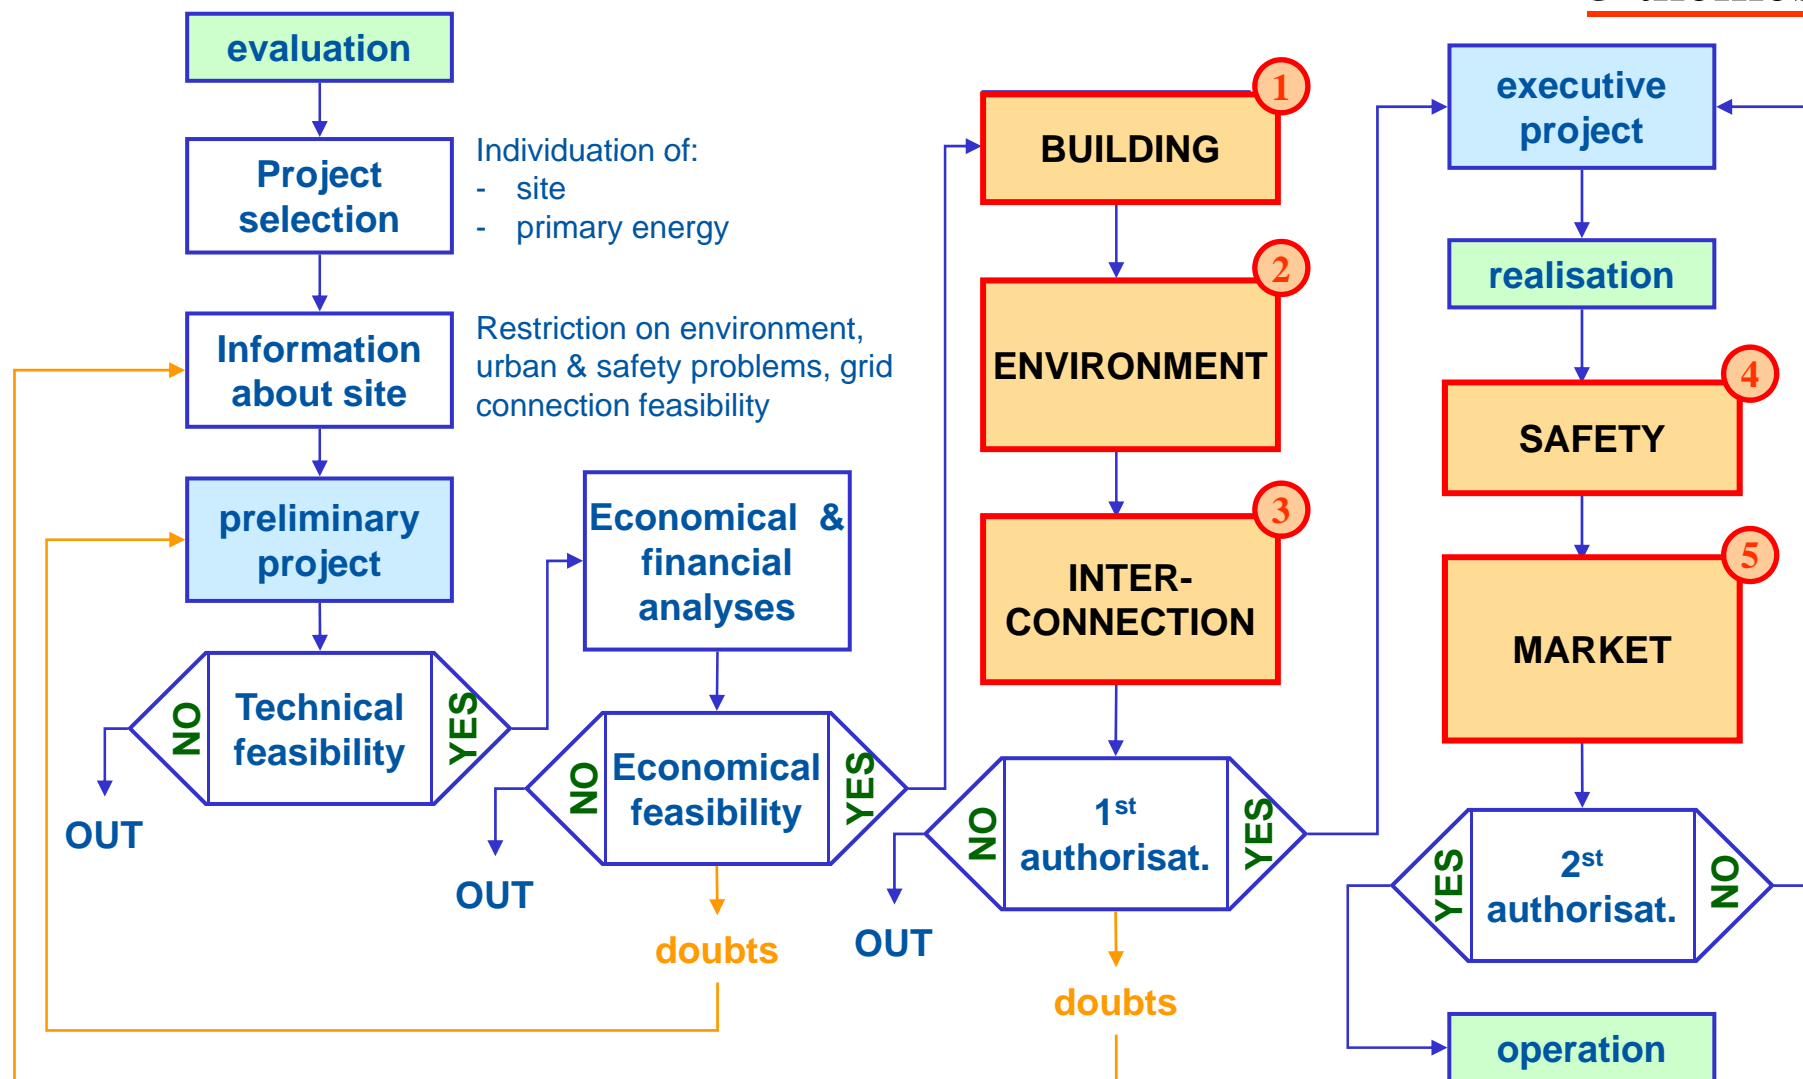 evaluation
Project
selection
Individuation of:
- site
- primary energy
Information
about site
Restriction on environment,
urban & safety problems, grid
connection feasibility
preliminary
project
NO
Technical
feasibility
YES
OUT
Economical &
financial
analyses
NO
Economical
feasibility
YES
OUT
doubts
1
BUILDING
2
ENVIRONMENT
3
INTER-
CONNECTION
NO
1st
authorisat.
YES
OUT
doubts
executive
project
realisation
4
SAFETY
5
MARKET
YES
2st
authorisat.
NO
operation